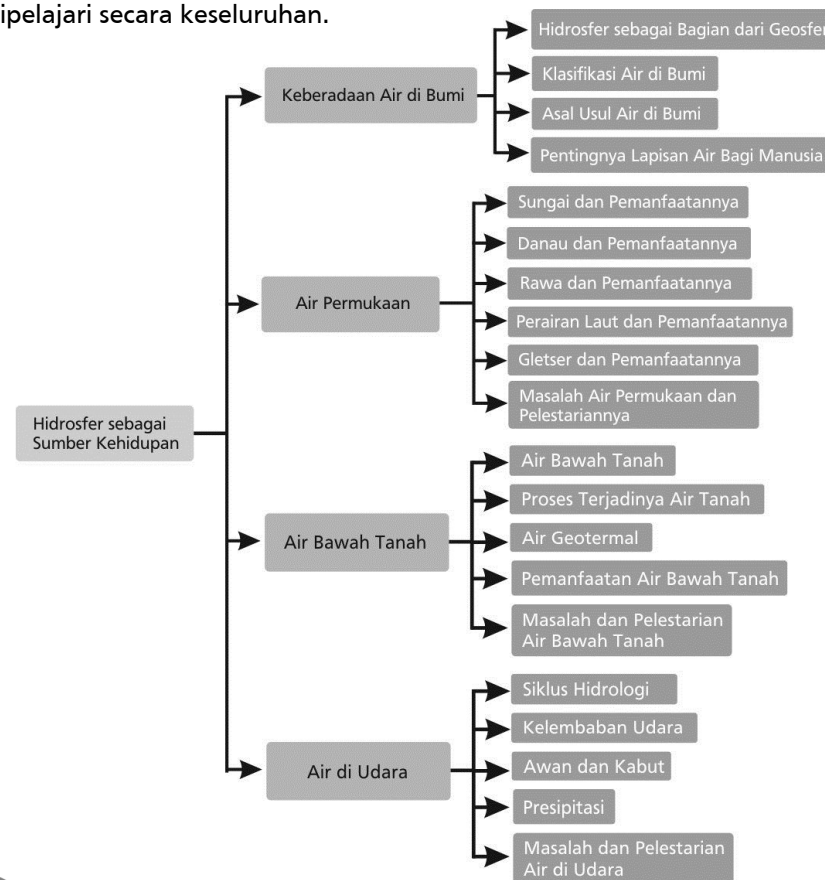 ipelajari secara keseluruhan.
Hidrosfer sebagai
Sumber Kehidupan
Keberadaan Air di Bumi
Hidrosfer sebagai Bagian dari Geosfer
Klasifikasi Air di Bumi
Asal Usul Air di Bumi
Pentingnya Lapisan Air Bagi Manusia
Air Permukaan
Sungai dan Pemanfaatannya
Danau dan Pemanfaatannya
Rawa dan Pemanfaatannya
Perairan Laut dan Pemanfaatannya
Gletser dan Pemanfaatannya
Masalah Air Permukaan dan
Pelestariannya
Air Bawah Tanah
Air Bawah Tanah
Proses Terjadinya Air Tanah
Air Geotermal
Pemanfaatan Air Bawah Tanah
Masalah dan Pelestarian
Air Bawah Tanah
Air di Udara
Siklus Hidrologi
Kelembaban Udara
Awan dan Kabut
Presipitasi
Masalah dan Pelestarian
Air di Udara